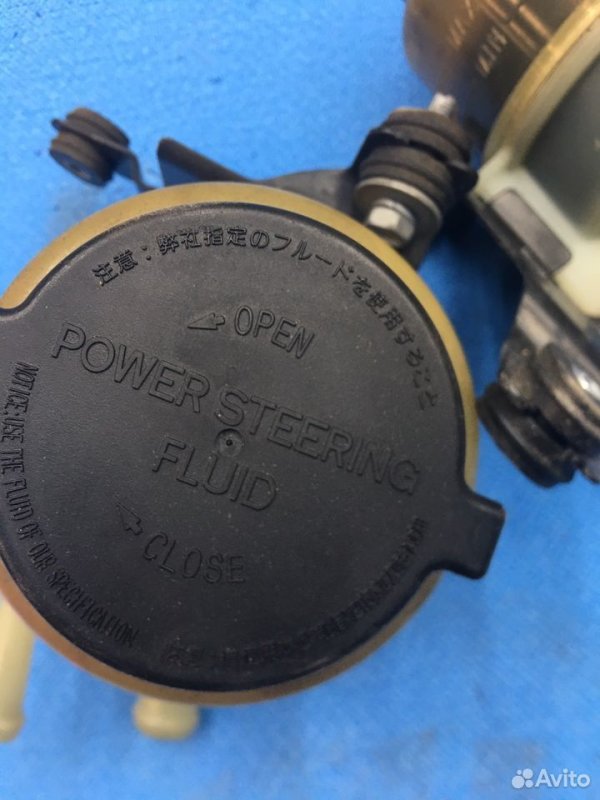 注意:弊社指定のフルードを使用すること
OPEN
POWER STEERING
FLUID
CLOSE
NOTICE:USE THE FLUID OF OUR SPECIFICATION
Avito